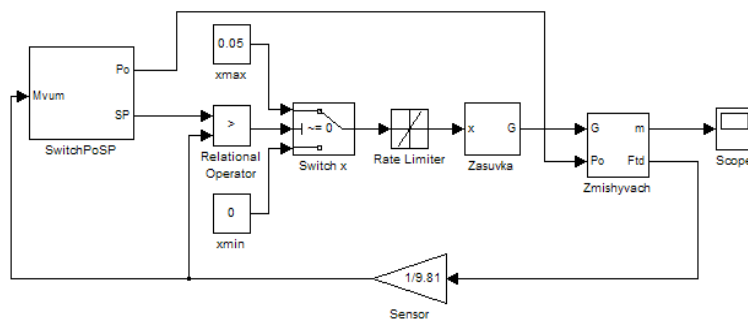 0.05
xmax
Po
Mvum
SP
SwitchPoSP
>
Relational
Operator
~= 0
Switch x
Rate Limiter
x
G
Zasuvka
G
m
Po
Ftd
Zmishyvach
Scope
0
xmin
1/9.81
Sensor